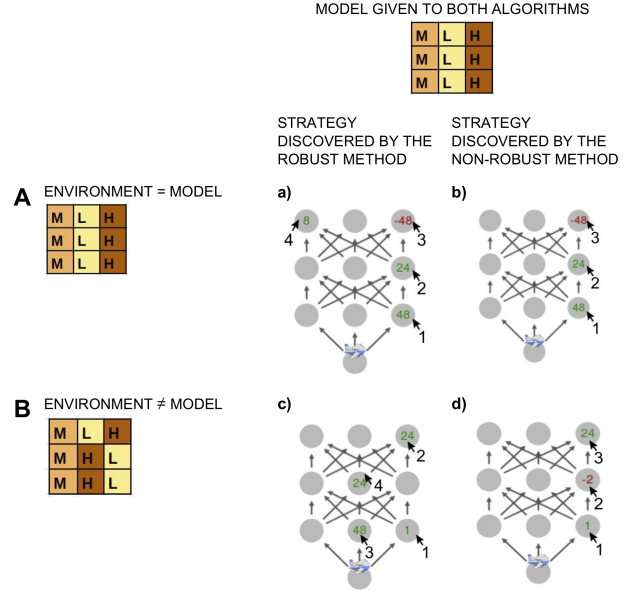 MODEL GIVEN TO BOTH ALGORITHMS
M L H
M L H
M L H
STRATEGY
DISCOVERED BY THE
ROBUST METHOD
STRATEGY
DISCOVERED BY THE
NON-ROBUST METHOD
A ENVIRONMENT = MODEL
M L H
M L H
M L H
a)
8 -48
4 3
24
2
48
1
b)
-48
3
24
2
48
1
B ENVIRONMENT ≠ MODEL
M L H
M H L
M H L
c)
24
2
24 4
48 1
3 1
d)
24
3
-2
2
1
1